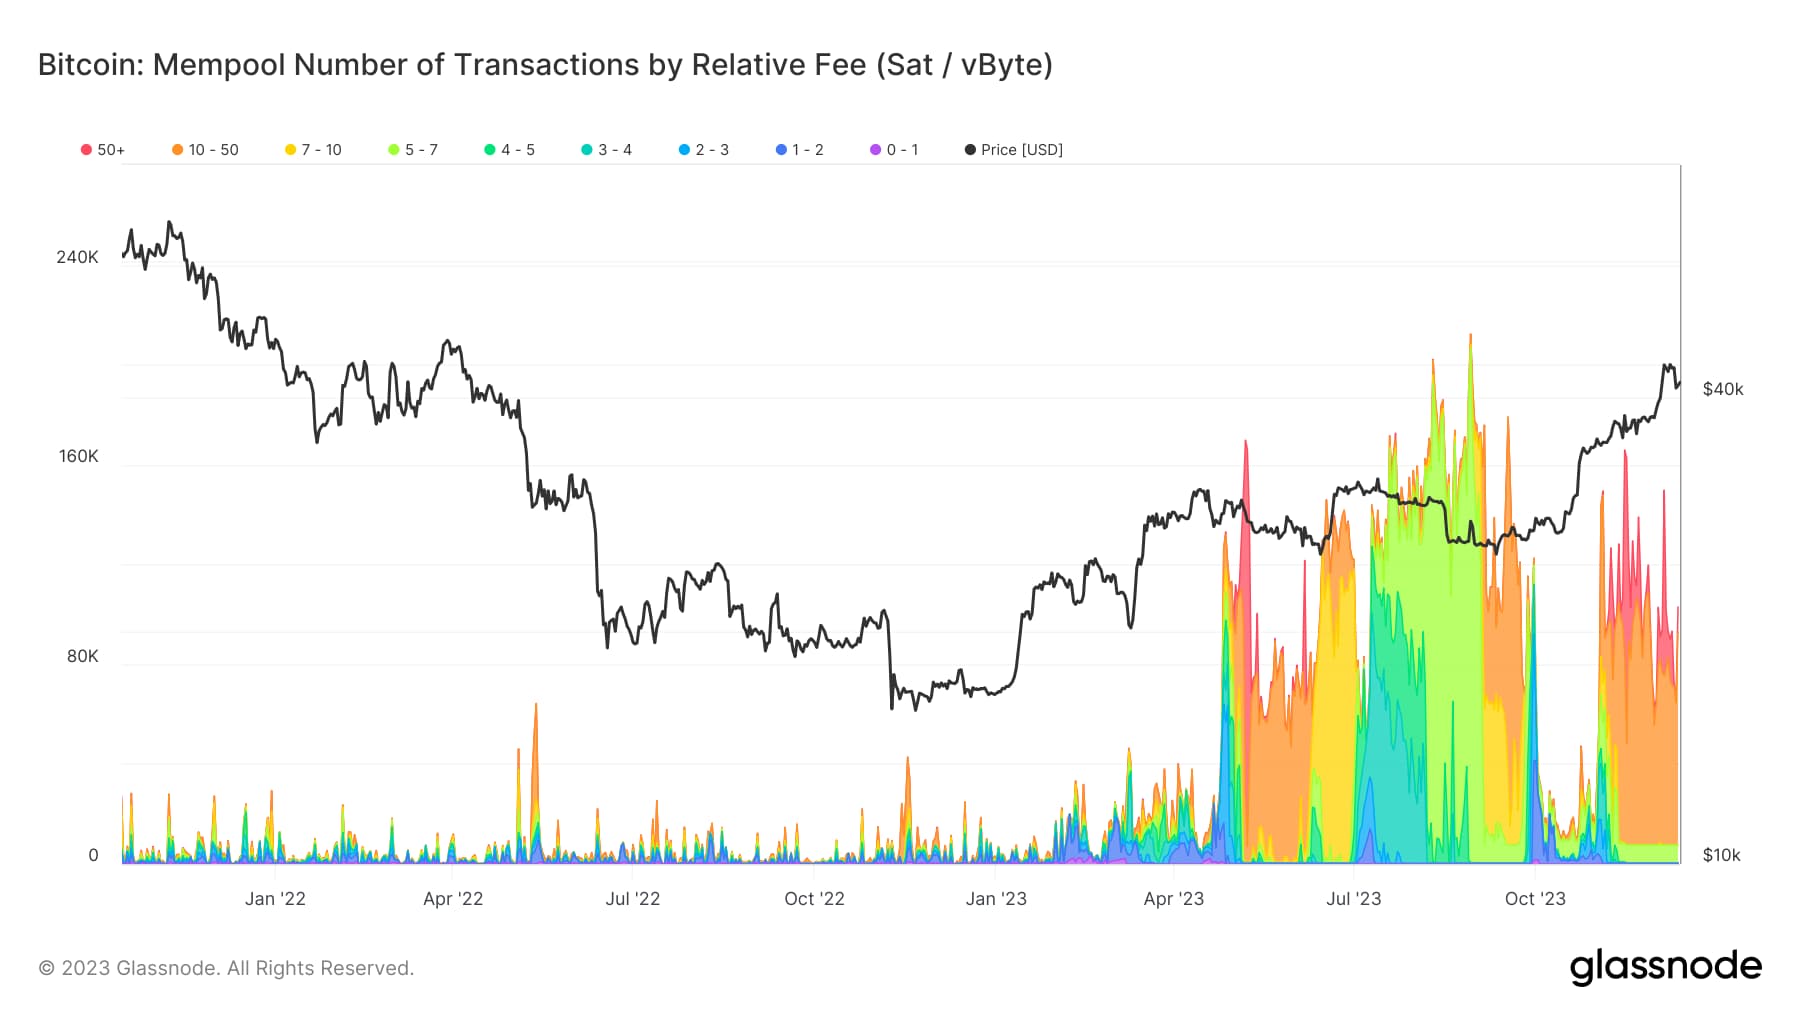 Bitcoin: Mempool Number of Transactions by Relative Fee (Sat / vByte)
50+ 10 - 50 7 - 10 5 - 7 4 - 5 3 - 4 2 - 3 1 - 2 0 - 1 Price [USD]
240K
$40k
160K
80K
0
$10k
Jan '22 Apr '22 Jul '22 Oct '22 Jan '23 Apr '23 Jul '23 Oct '23
© 2023 Glassnode. All Rights Reserved.
glassnode